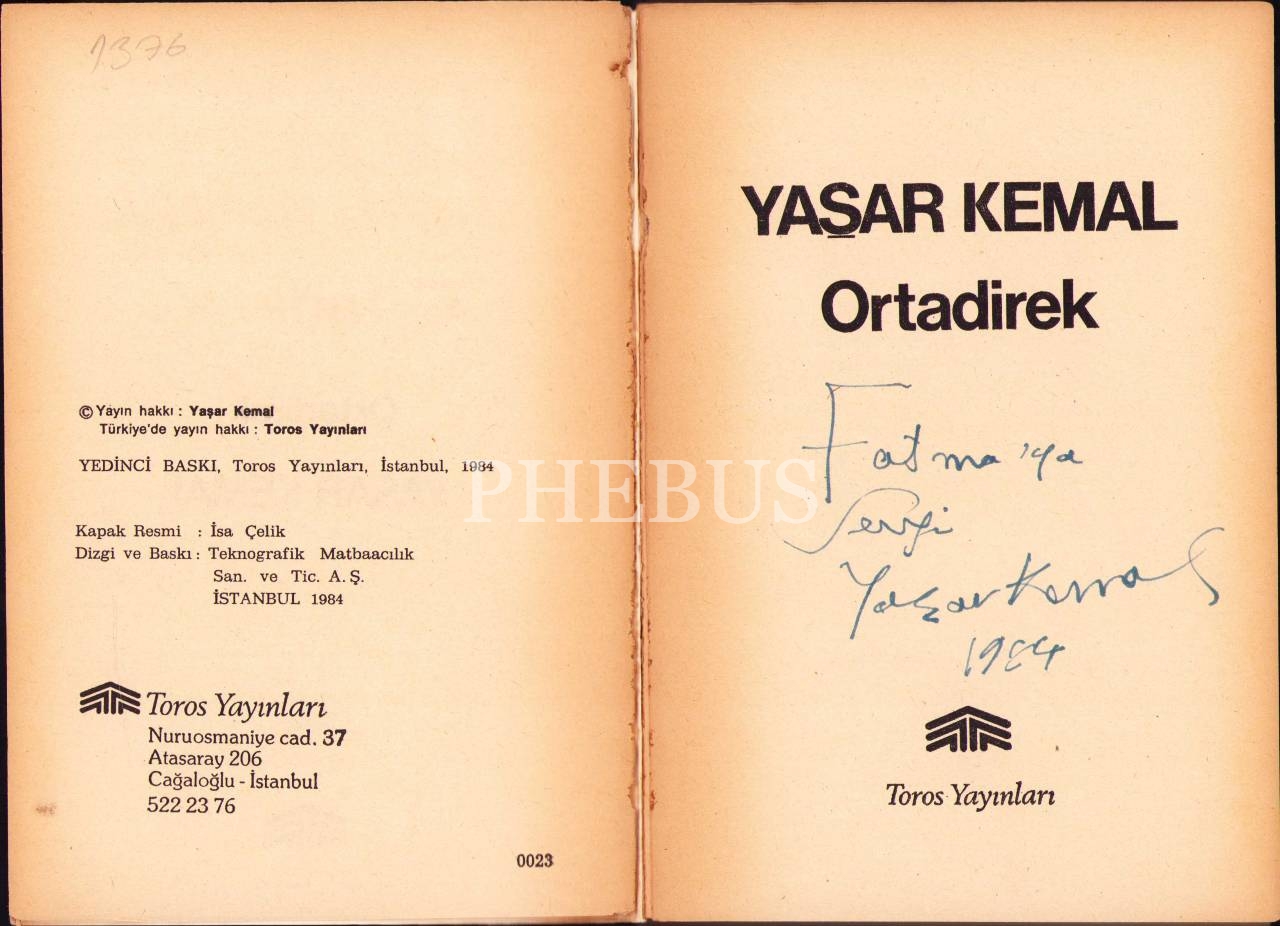 1376
© Yayın hakkı : Yaşar Kemal
Türkiye'de yayın hakkı : Toros Yayınları
YEDİNCİ BASKI, Toros Yayınları, İstanbul, 1984
Kapak Resmi : İsa Çelik
Dizgi ve Baskı : Teknografik Matbaacılık
San. ve Tic. A. Ş.
İSTANBUL 1984
Toros Yayınları
Nuruosmaniye cad. 37
Atasaray 206
Cağaloğlu - İstanbul
522 23 76
0023
PHEBUS
YAŞAR KEMAL
Ortadirek
Fatma'ya
Sevgi
Yaşar Kemal
1984
Toros Yayınları